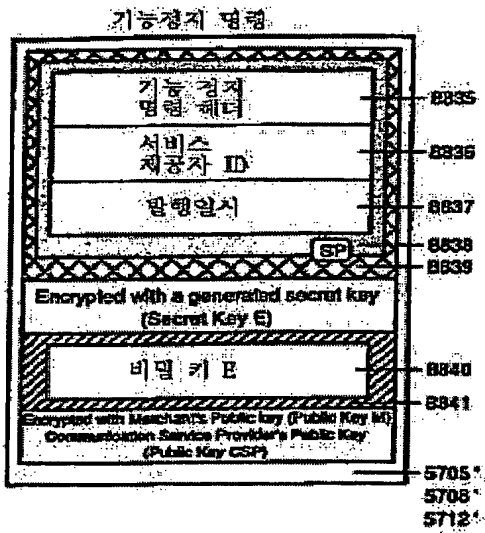 기능정지 명령
기능 정지
명령 헤더
8835
서비스
제공자 ID
8836
발행일시
8837
SP
8838
8839
Encrypted with a generated secret key
(Secret Key E)
비밀 키 E
8840
8841
Encrypted with Merchant's Public key (Public Key M)
Communication Service Provider's Public Key
(Public Key CSP)
5705*
5708*
5712*